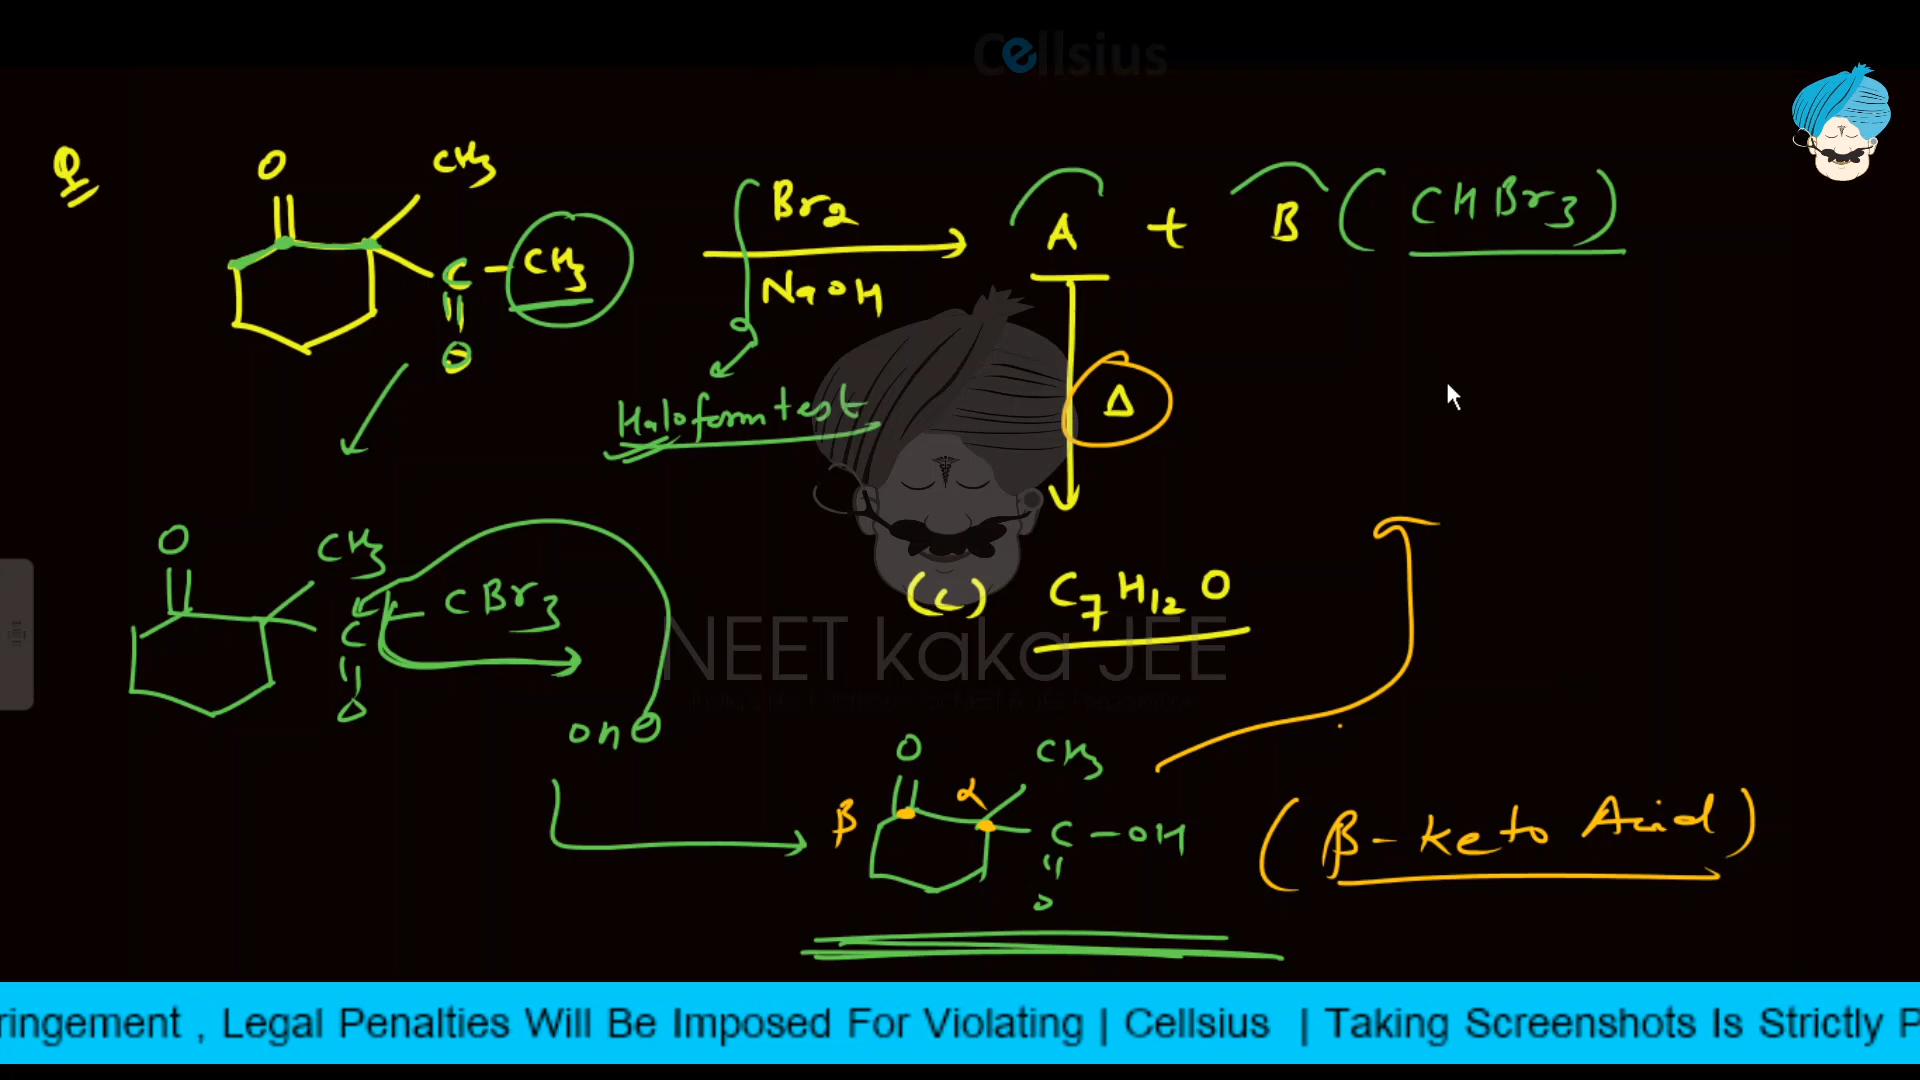 Cellsius
Q
O
CH3
C - CH3
O
Br2
NaOH
A + B (CHBr3)
Haloform test
Δ
(C) C7H12O
O
CH3
C - CBr3
O
OH⊖
NEET kaka JEE
O
CH3
β
α
C - OH
O
(β-keto Acid)
ringement , Legal Penalties Will Be Imposed For Violating | Cellsius | Taking Screenshots Is Strictly P